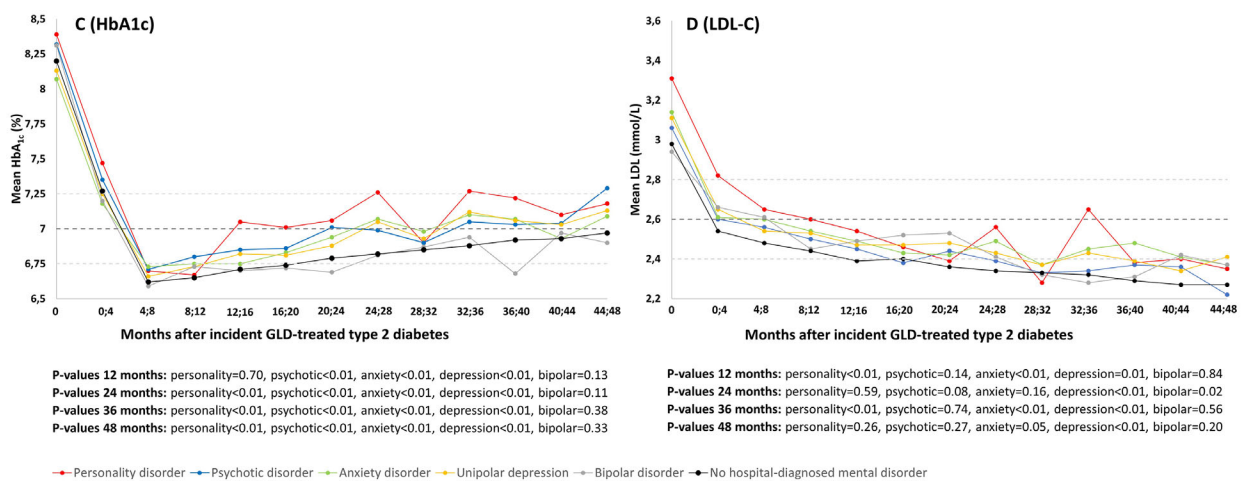 C (HbA1c)
8,5
8,25
8
7,75
7,5
7,25
7
6,75
6,5
Mean HbA1c (%)
0
0;4
4;8
8;12
12;16
16;20
20;24
24;28
28;32
32;36
36;40
40;44
44;48
Months after incident GLD-treated type 2 diabetes
P-values 12 months: personality=0.70, psychotic<0.01, anxiety<0.01, depression<0.01, bipolar=0.13
P-values 24 months: personality<0.01, psychotic<0.01, anxiety<0.01, depression<0.01, bipolar=0.11
P-values 36 months: personality<0.01, psychotic<0.01, anxiety<0.01, depression<0.01, bipolar=0.38
P-values 48 months: personality<0.01, psychotic<0.01, anxiety<0.01, depression<0.01, bipolar=0.33
D (LDL-C)
3,6
3,4
3,2
3
2,8
2,6
2,4
2,2
Mean LDL (mmol/L)
0
0;4
4;8
8;12
12;16
16;20
20;24
24;28
28;32
32;36
36;40
40;44
44;48
Months after incident GLD-treated type 2 diabetes
P-values 12 months: personality<0.01, psychotic=0.14, anxiety<0.01, depression=0.01, bipolar=0.84
P-values 24 months: personality=0.59, psychotic=0.08, anxiety=0.16, depression<0.01, bipolar=0.02
P-values 36 months: personality<0.01, psychotic=0.74, anxiety<0.01, depression<0.01, bipolar=0.56
P-values 48 months: personality=0.26, psychotic=0.27, anxiety=0.05, depression<0.01, bipolar=0.20
Personality disorder
Psychotic disorder
Anxiety disorder
Unipolar depression
Bipolar disorder
No hospital-diagnosed mental disorder